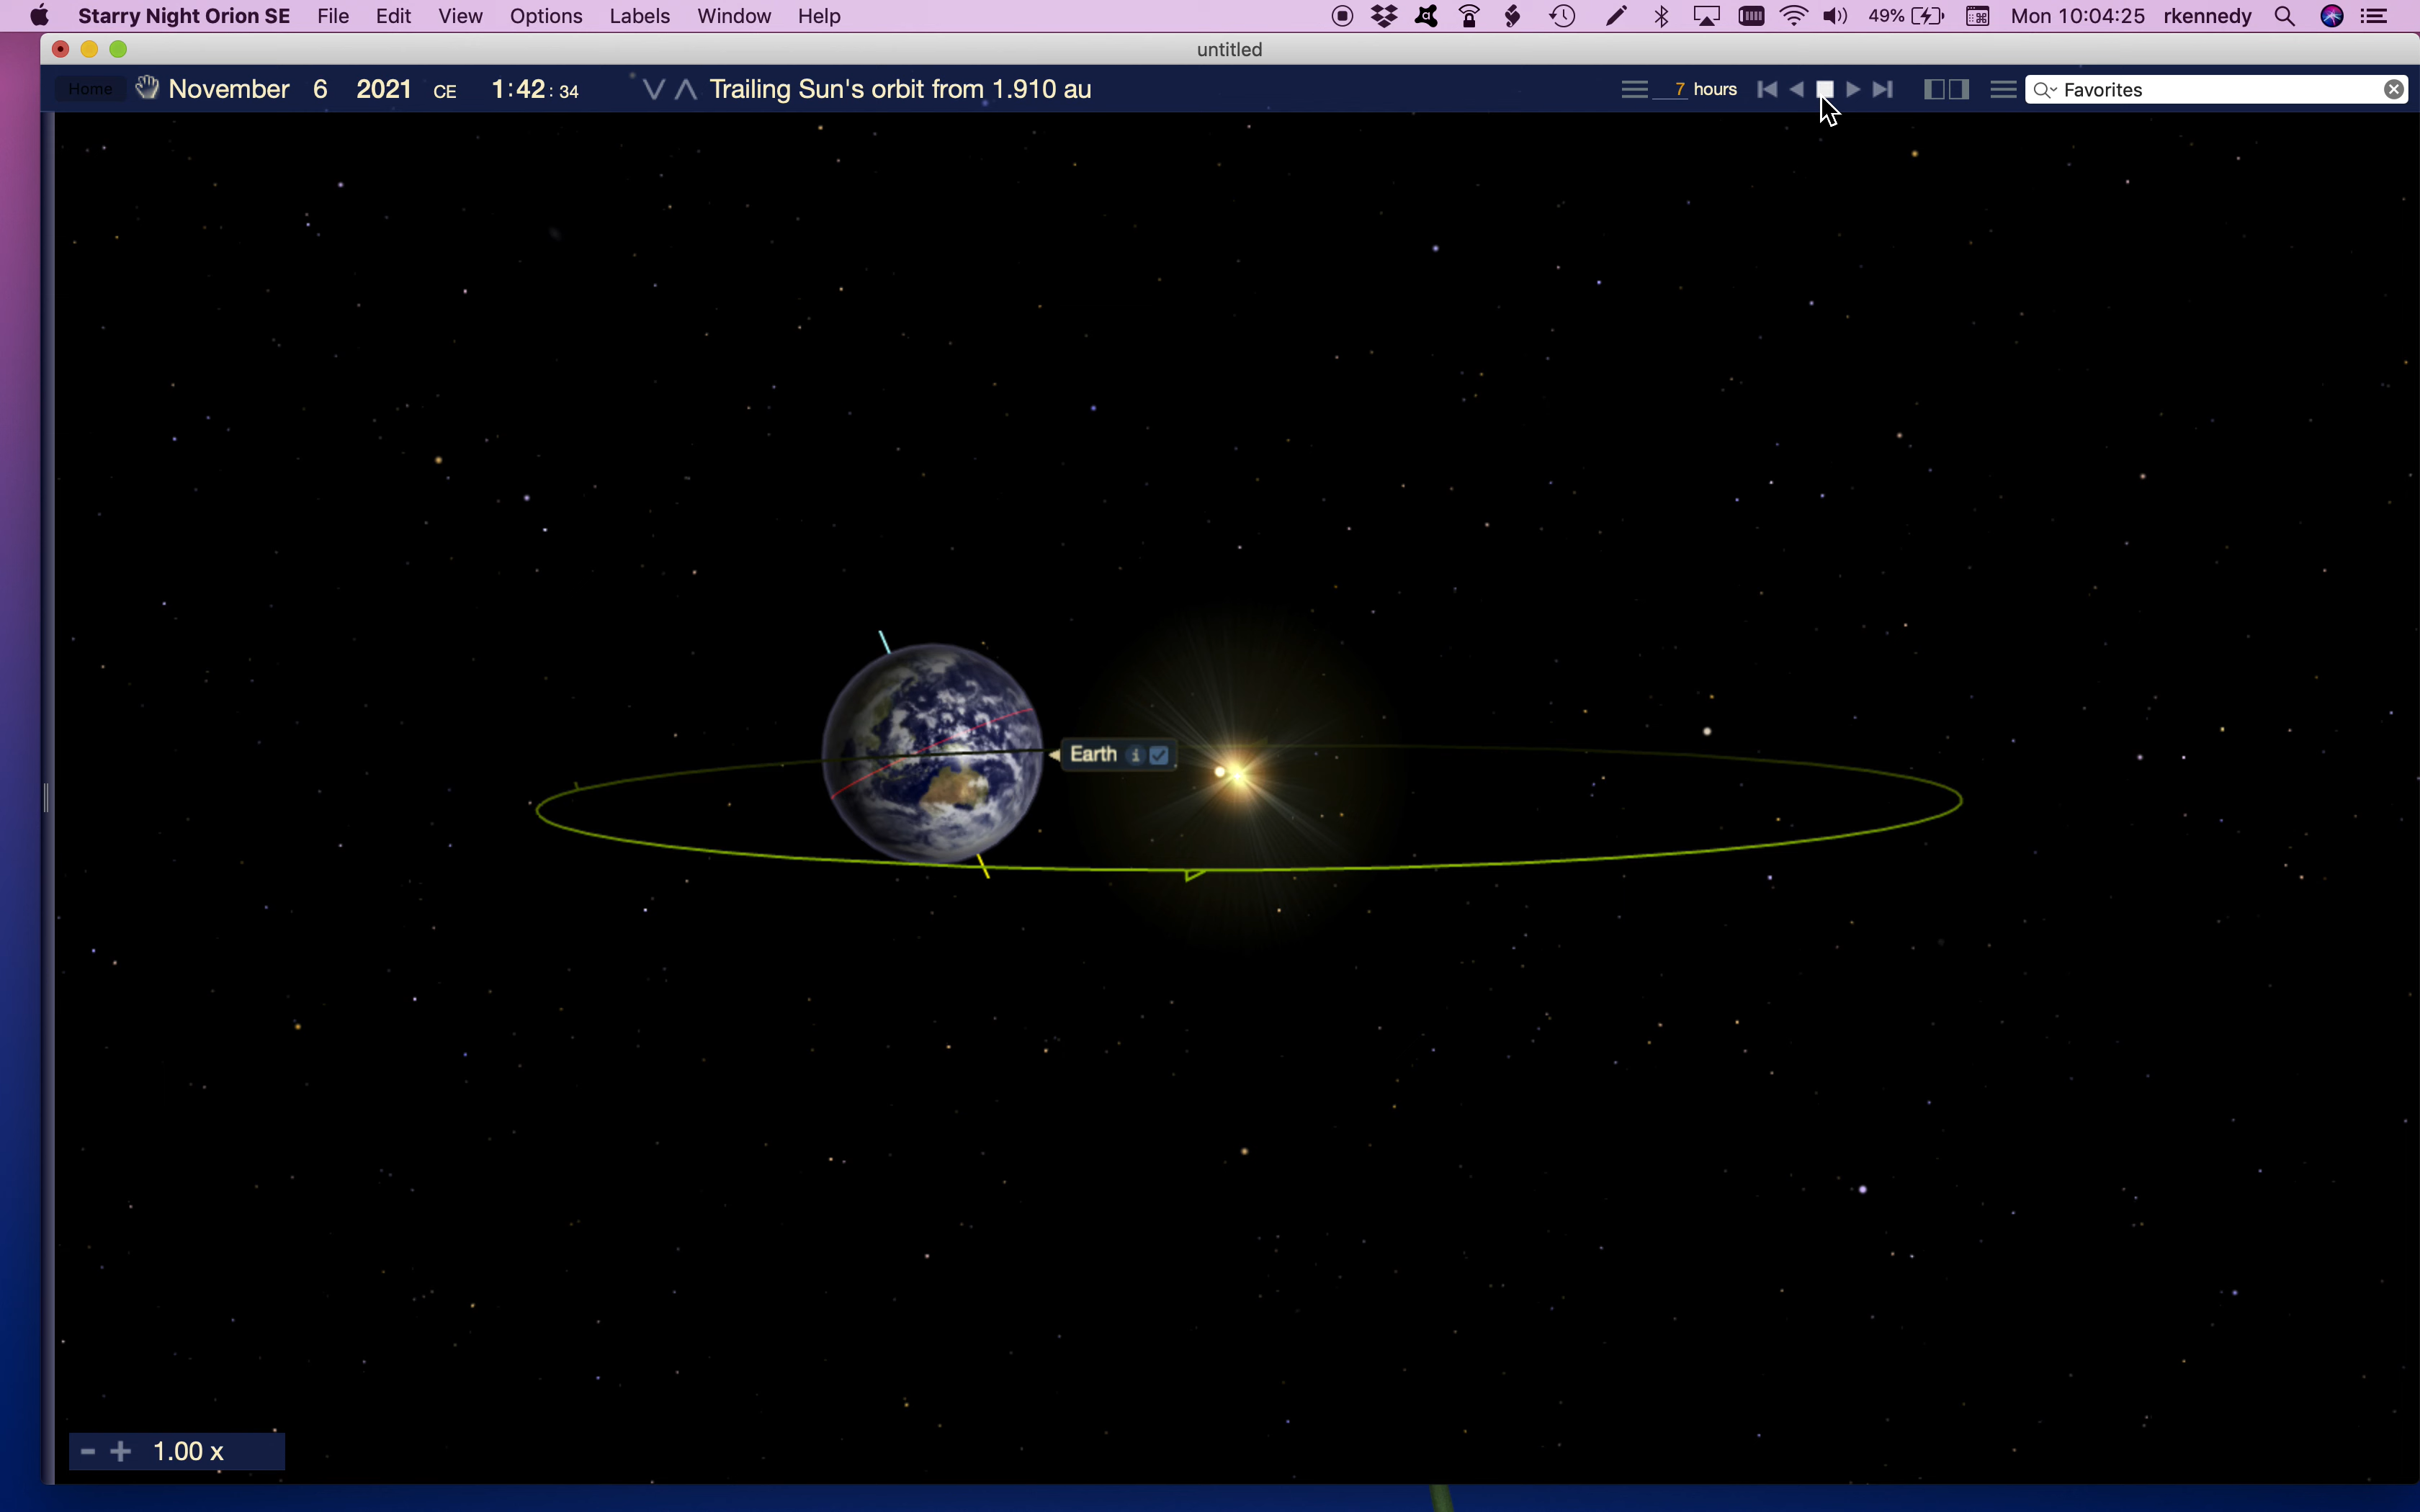 Starry Night Orion SE File Edit View Options Labels Window Help 49% Mon 10:04:25 rkennedy
untitled
Home November 6 2021 CE 1:42:34 Trailing Sun's orbit from 1.910 au 7 hours Favorites
Earth i
- + 1.00 x